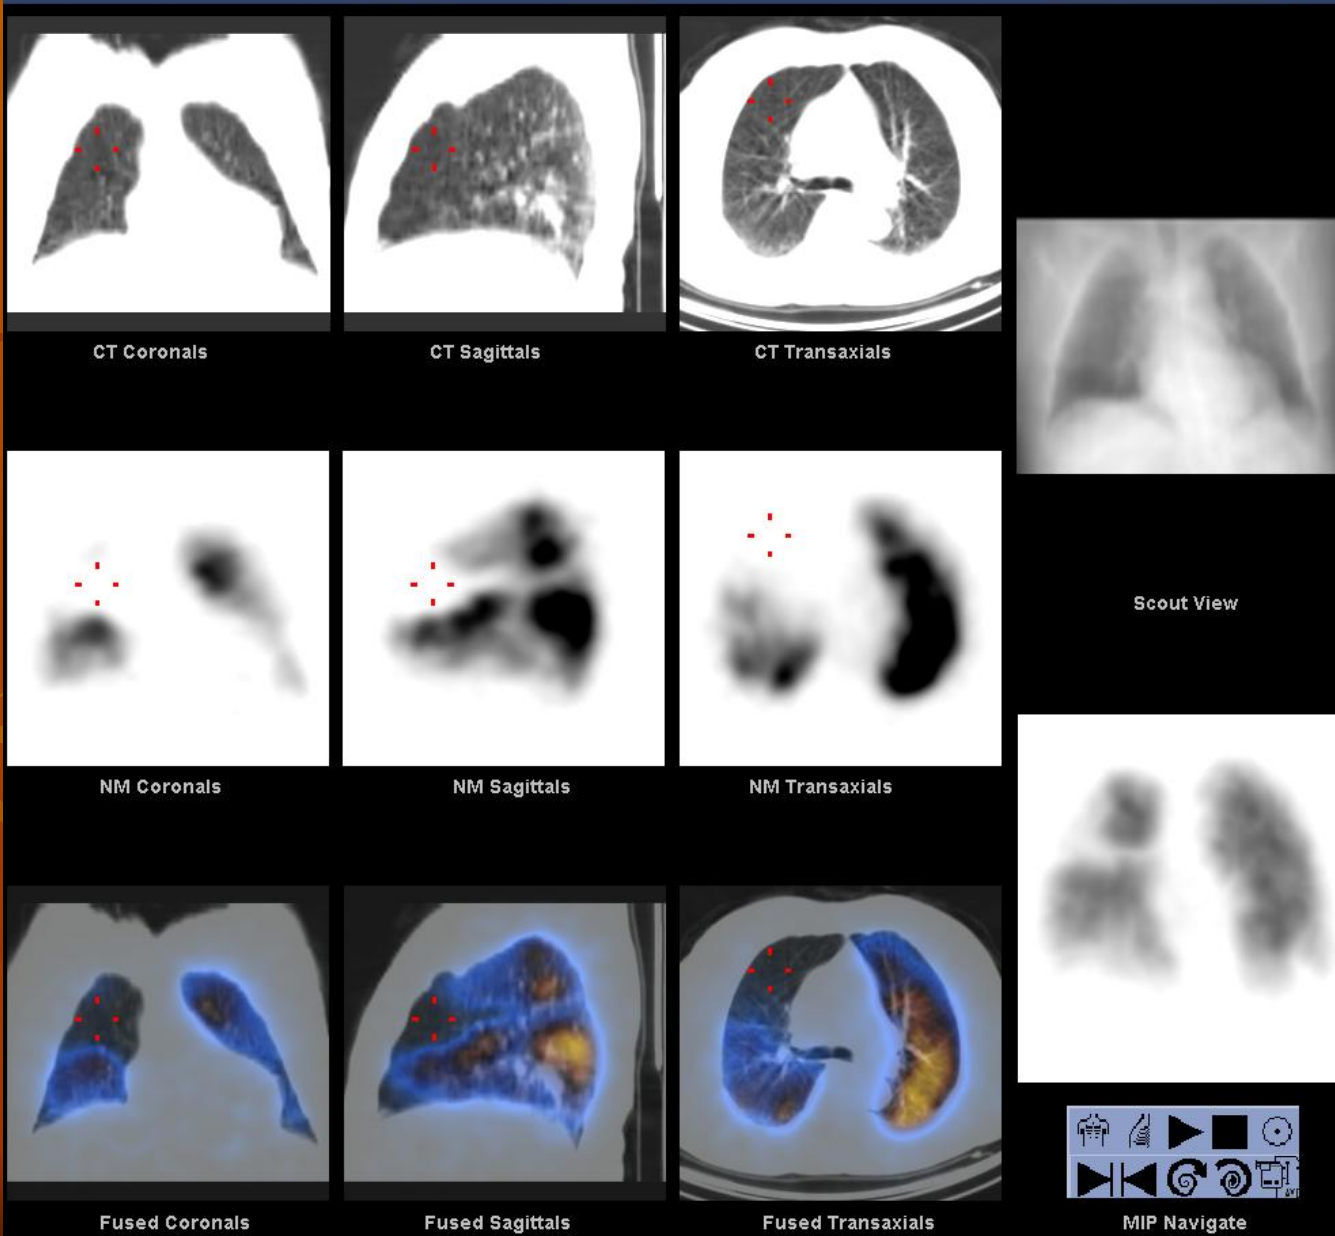 CT Coronals
CT Sagittals
CT Transaxials
Scout View
NM Coronals
NM Sagittals
NM Transaxials
Fused Coronals
Fused Sagittals
Fused Transaxials
MIP Navigate